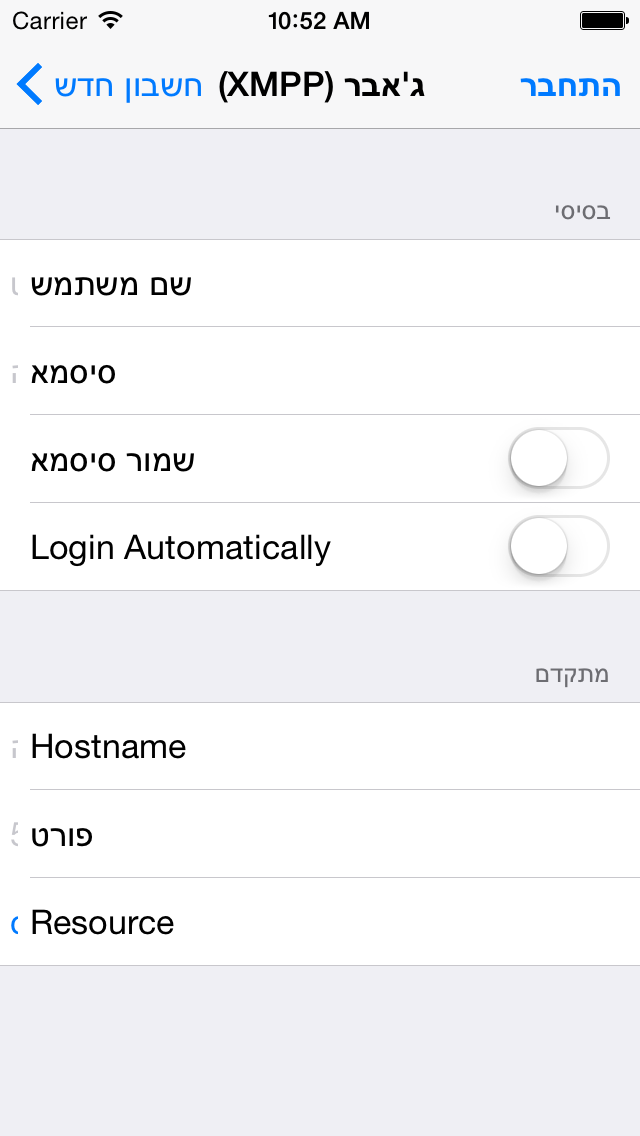 Carrier 10:52 AM
חשבון חדש ג'אבר (XMPP) התחבר
בסיסי
שם משתמש
סיסמא
שמור סיסמא
Login Automatically
מתקדם
Hostname
פורט
Resource